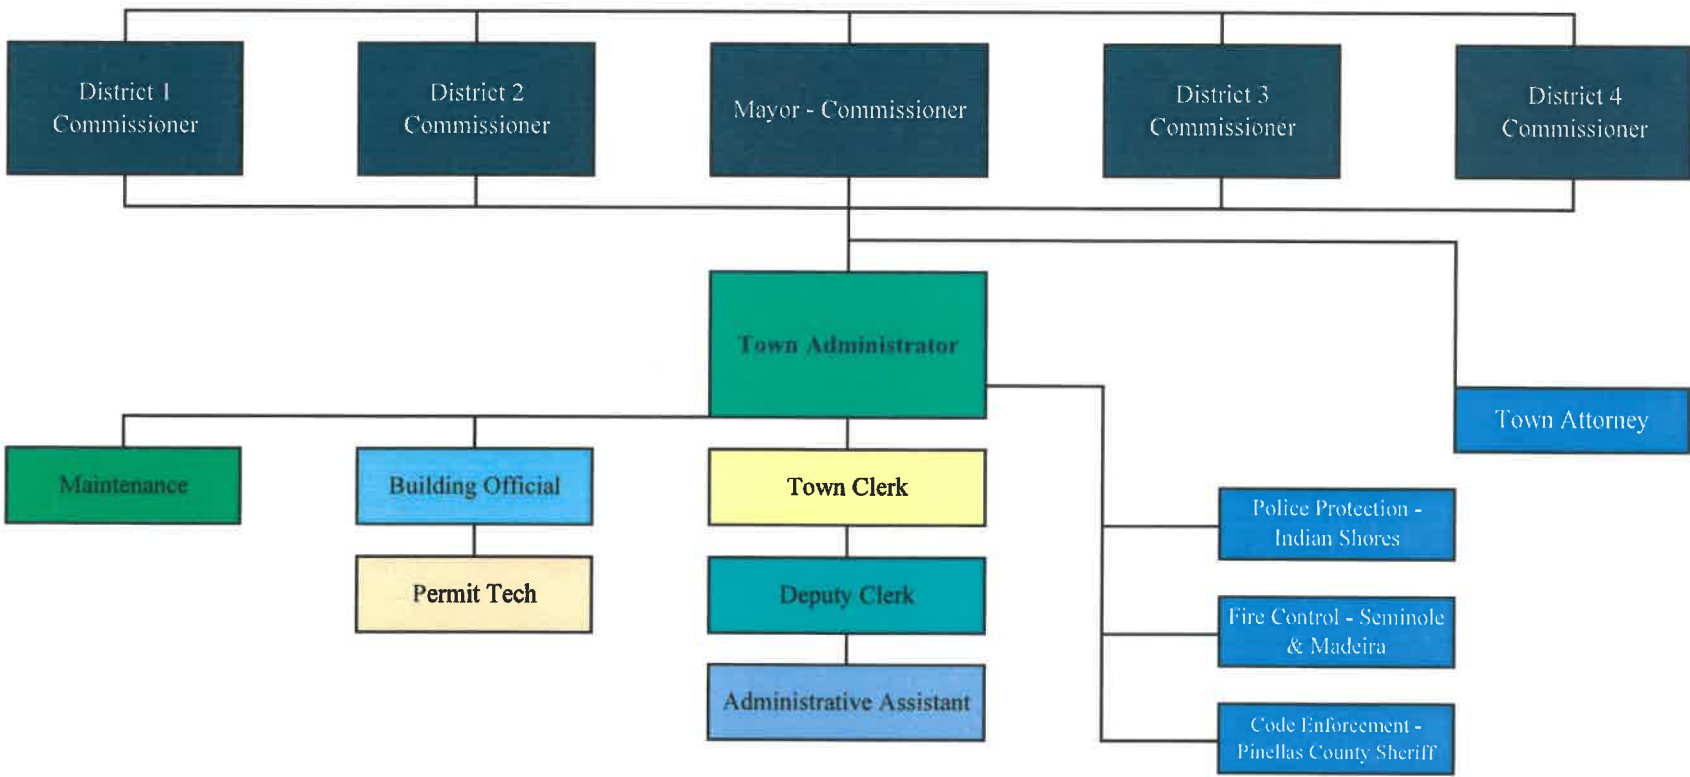 District 1
Commissioner
District 2
Commissioner
Mayor - Commissioner
District 3
Commissioner
District 4
Commissioner
Town Administrator
Town Attorney
Maintenance
Building Official
Town Clerk
Police Protection -
Indian Shores
Permit Tech
Deputy Clerk
Fire Control - Seminole
& Madeira
Administrative Assistant
Code Enforcement -
Pinellas County Sheriff